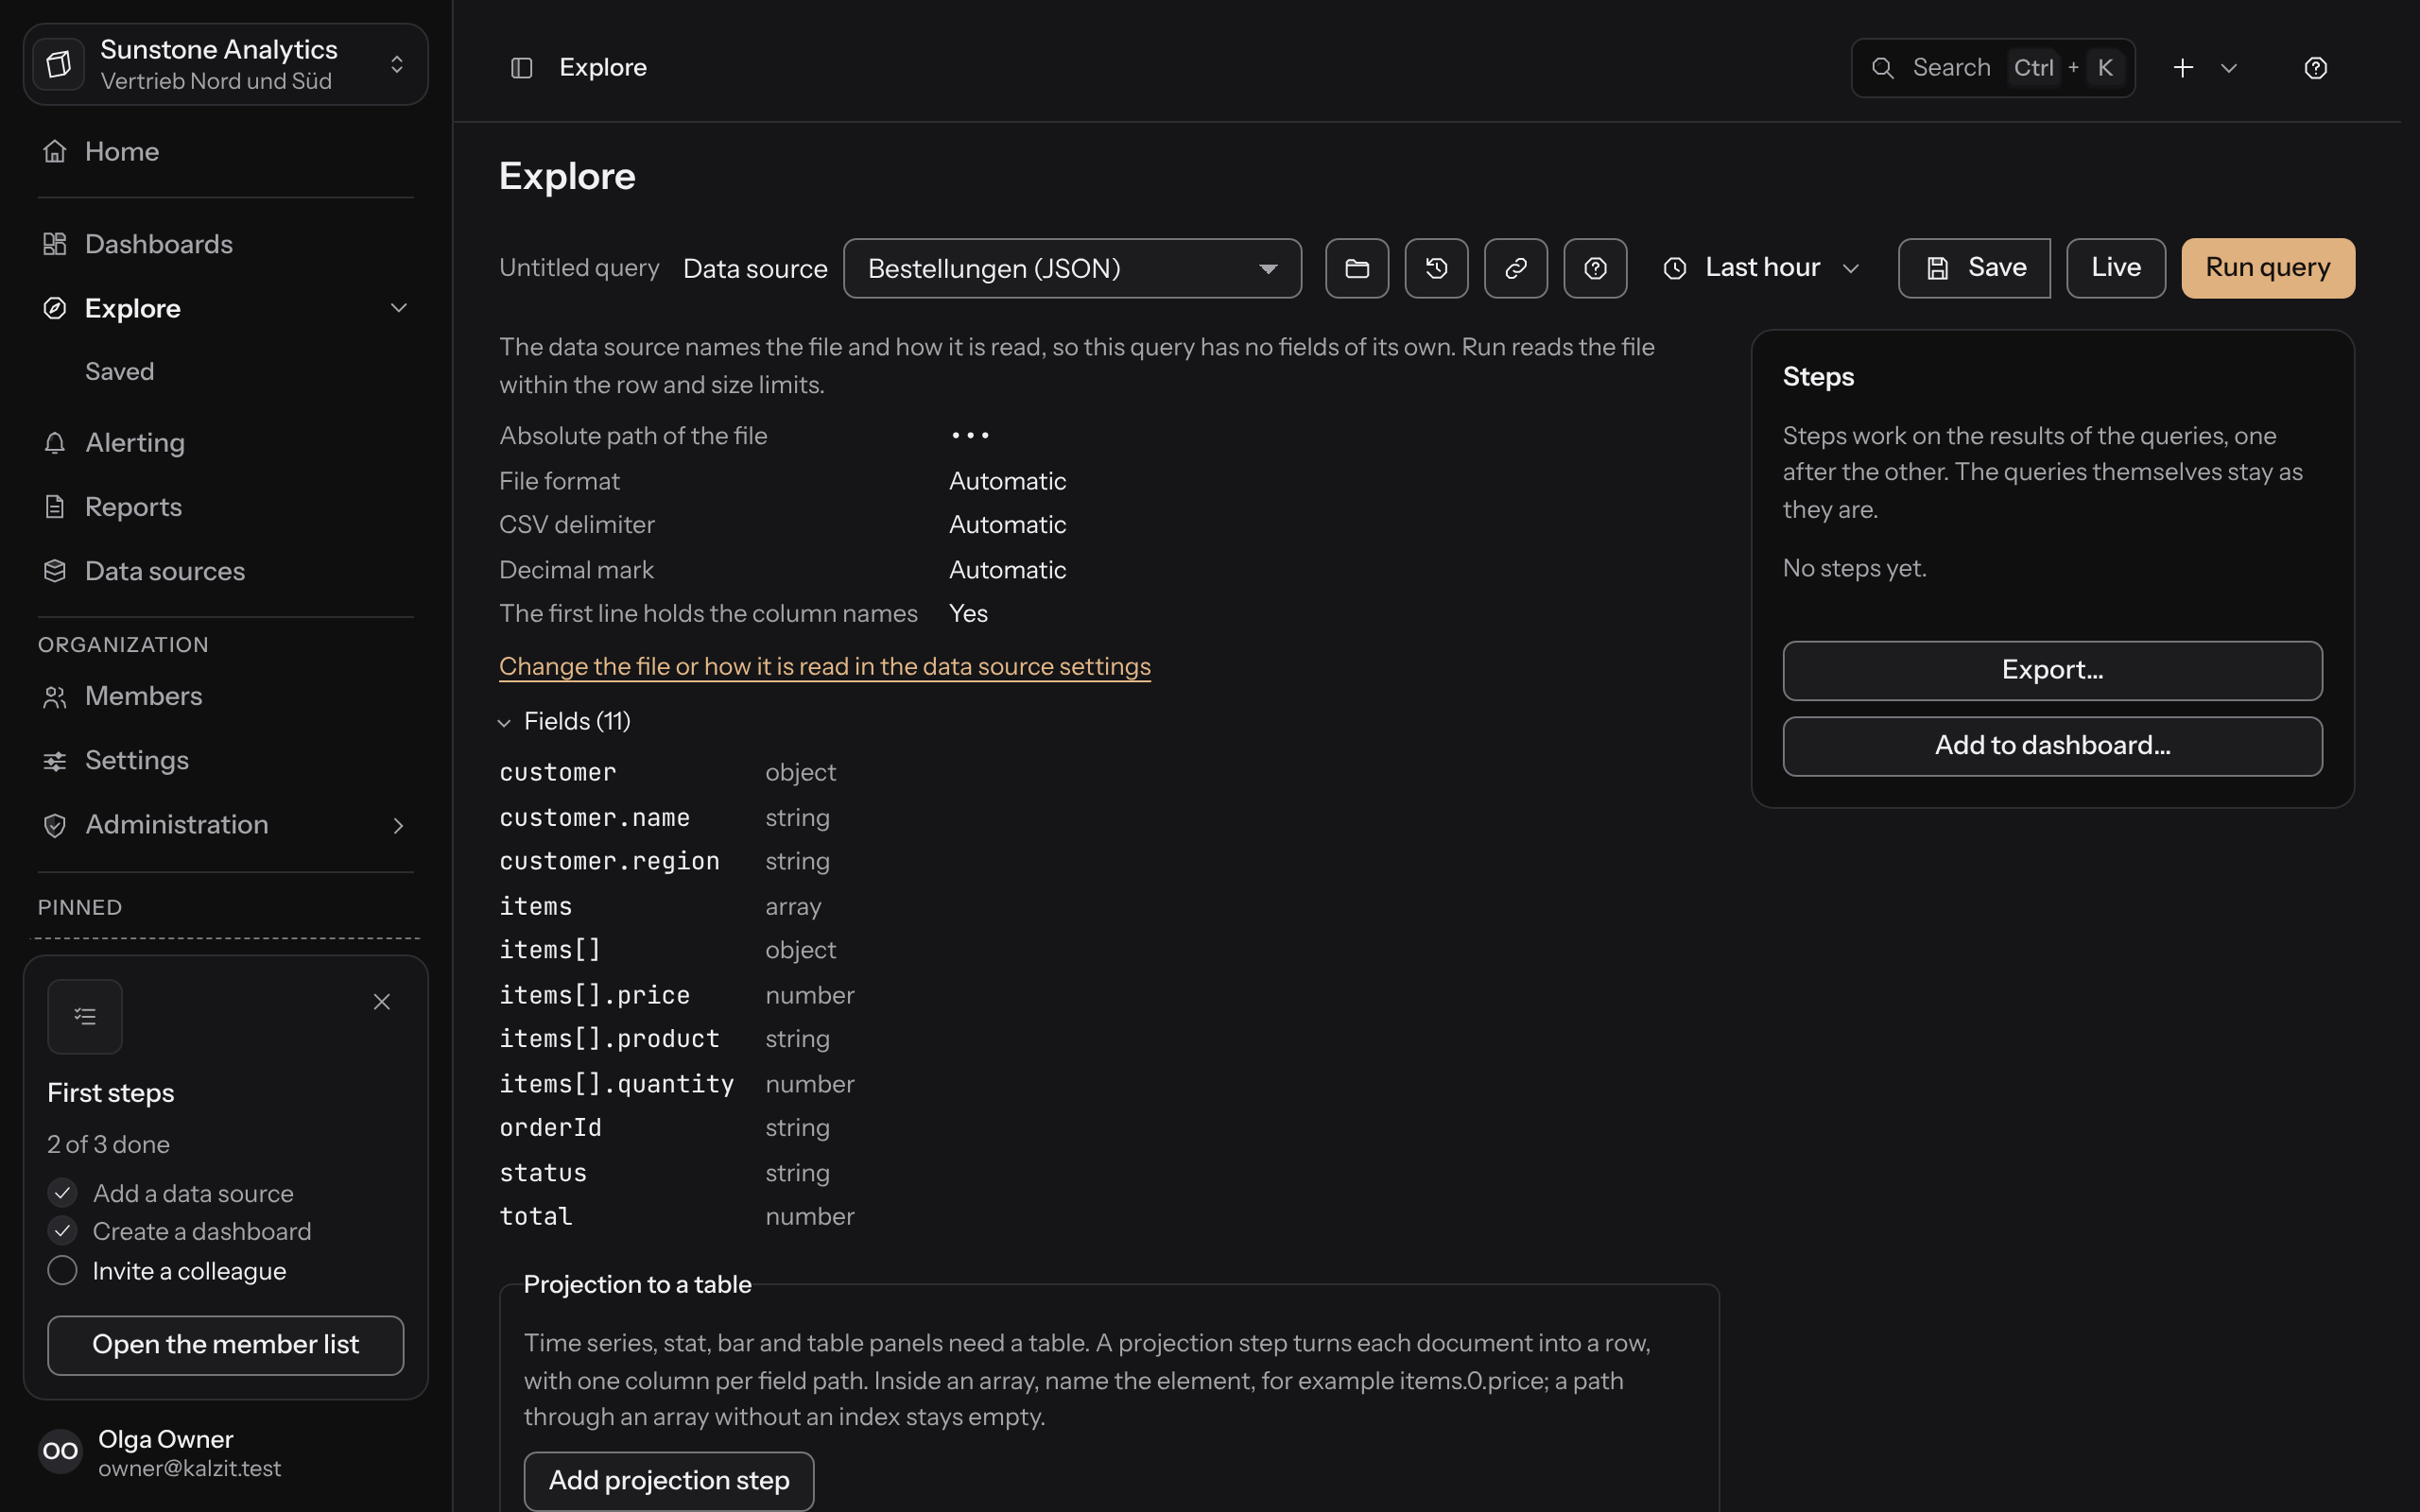 Sunstone Analytics
Vertrieb Nord und Süd
Home
Dashboards
Explore
Saved
Alerting
Reports
Data sources
ORGANIZATION
Members
Settings
Administration
PINNED
First steps
2 of 3 done
Add a data source
Create a dashboard
Invite a colleague
Open the member list
OO
Olga Owner
owner@kalzit.test
Explore
Search Ctrl + K
Explore
Untitled query Data source Bestellungen (JSON) Last hour Save Live Run query
The data source names the file and how it is read, so this query has no fields of its own. Run reads the file
within the row and size limits.
Absolute path of the file •••
File format Automatic
CSV delimiter Automatic
Decimal mark Automatic
The first line holds the column names Yes
Change the file or how it is read in the data source settings
Fields (11)
customer object
customer.name string
customer.region string
items array
items[] object
items[].price number
items[].product string
items[].quantity number
orderId string
status string
total number
Projection to a table
Time series, stat, bar and table panels need a table. A projection step turns each document into a row,
with one column per field path. Inside an array, name the element, for example items.0.price; a path
through an array without an index stays empty.
Add projection step
Steps
Steps work on the results of the queries, one
after the other. The queries themselves stay as
they are.
No steps yet.
Export...
Add to dashboard...